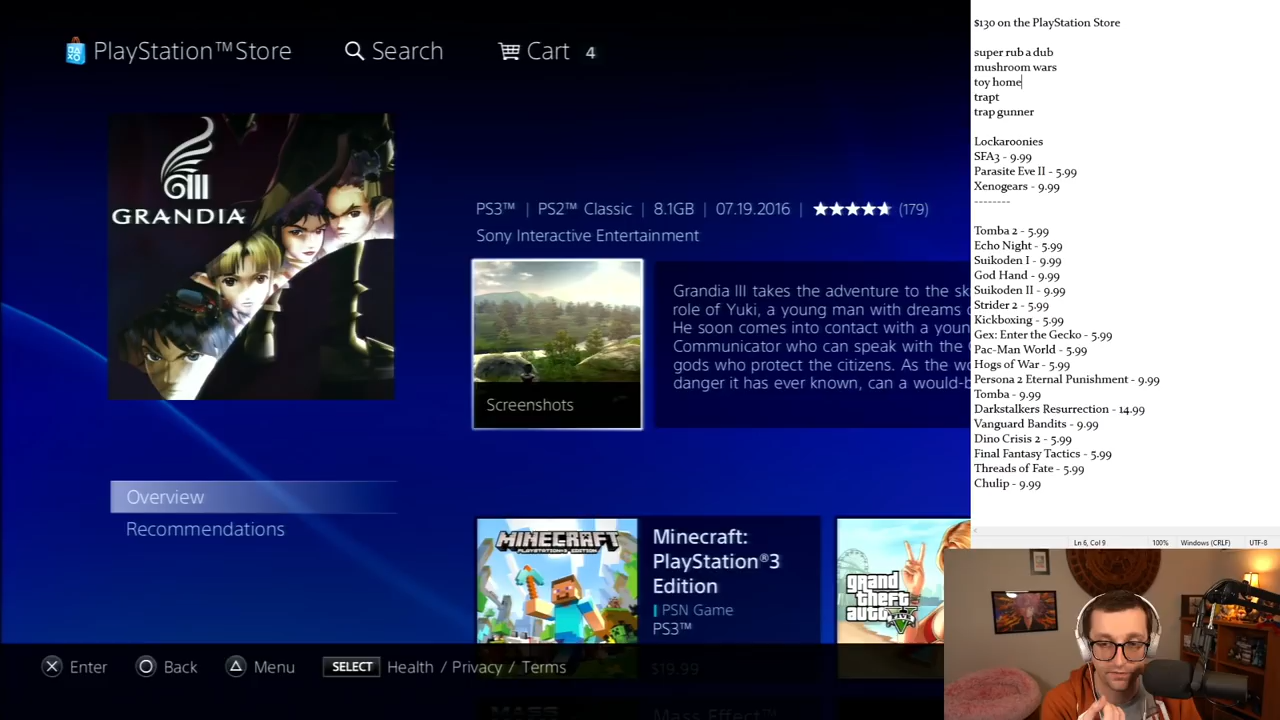 PlayStation™Store
Search
Cart 4
GRANDIA
III
PS3™ | PS2™ Classic | 8.1GB | 07.19.2016 | (179)
Sony Interactive Entertainment
Screenshots
Grandia III takes the adventure to the sk
role of Yuki, a young man with dreams
He soon comes into contact with a youn
Communicator who can speak with the
gods who protect the citizens. As the wo
danger it has ever known, can a would-b
Overview
Recommendations
MINECRAFT
Minecraft:
PlayStation®3
Edition
PSN Game
PS3™
$19.99
grand
theft
auto
V
Mass Effect™
Enter
Back
Menu
SELECT Health / Privacy / Terms
$130 on the PlayStation Store
super rub a dub
mushroom wars
toy home
trapt
trap gunner
Lockaroonies
SFA3 - 9.99
Parasite Eve II - 5.99
Xenogears - 9.99
--------
Tomba 2 - 5.99
Echo Night - 5.99
Suikoden I - 9.99
God Hand - 9.99
Suikoden II - 9.99
Strider 2 - 5.99
Kickboxing - 5.99
Gex: Enter the Gecko - 5.99
Pac-Man World - 5.99
Hogs of War - 5.99
Persona 2 Eternal Punishment - 9.99
Tomba - 9.99
Darkstalkers Resurrection - 14.99
Vanguard Bandits - 9.99
Dino Crisis 2 - 5.99
Final Fantasy Tactics - 5.99
Threads of Fate - 5.99
Chulip - 9.99
Ln 6, Col 9
100%
Windows (CRLF)
UTF-8